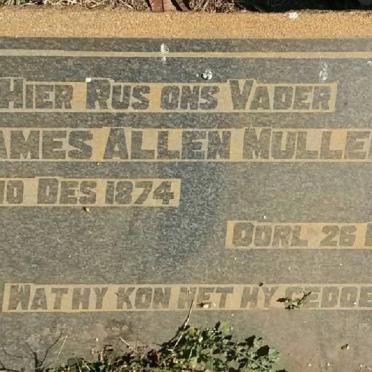 HIER RUS ONS VADER
AMES ALLEN MULLE
10 DES 1874
OORL 26
WAT HY KON HET HY GEDOE